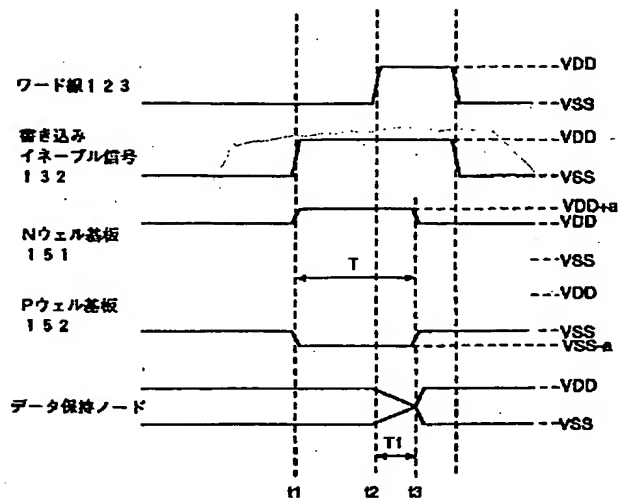 ワード線123
VDD
VSS
書き込み
イネーブル信号
132
VDD
VSS
Nウェル基板
151
VDD+a
VDD
VSS
T
VDD
Pウェル基板
152
VSS
VSS-a
データ保持ノード
VDD
VSS
T1
t1
t2
t3